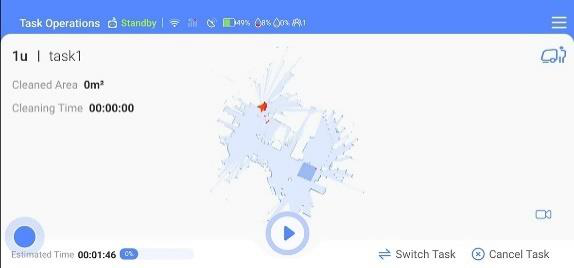 Task Operations Standby 49% 8% 0% 1
1u | task1
Cleaned Area 0m²
Cleaning Time 00:00:00
Estimated Time 00:01:46 0%
Switch Task Cancel Task